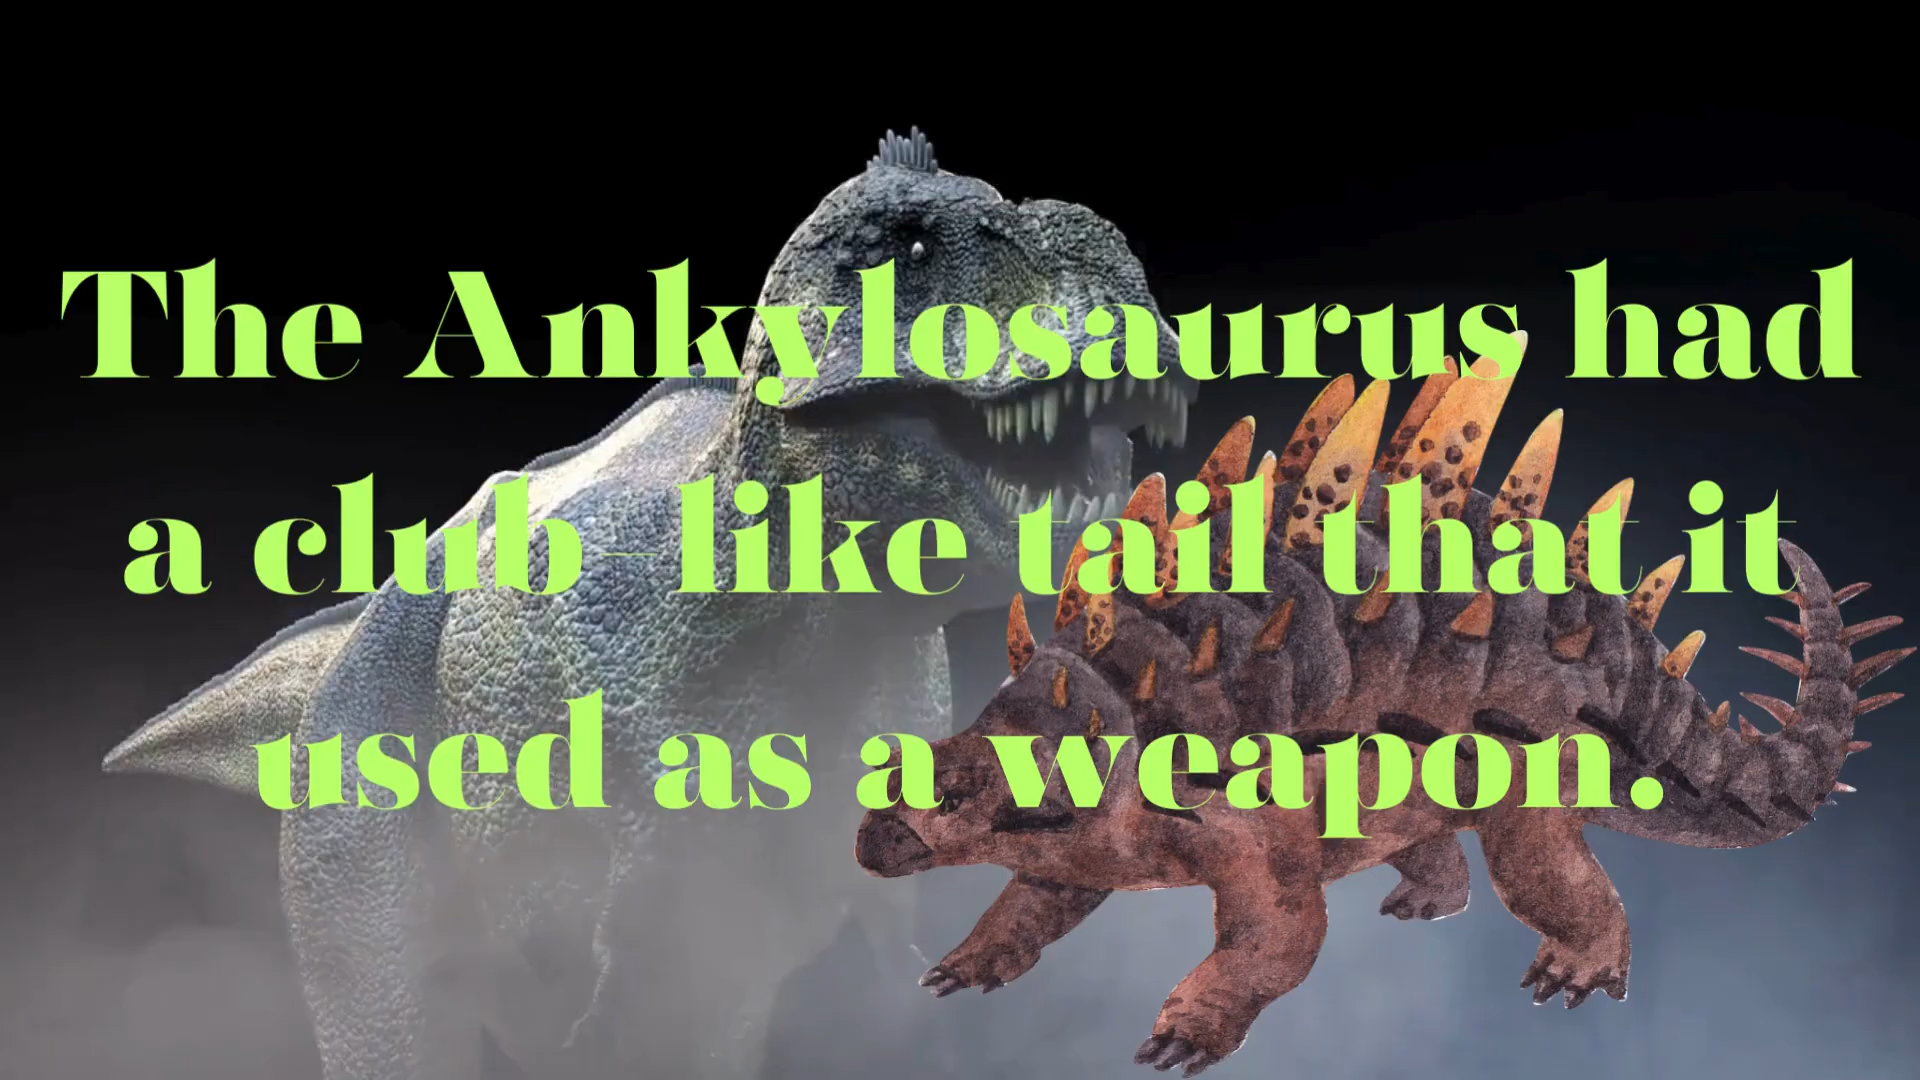 The Ankylosaurus had
a club-like tail that it
used as a weapon.